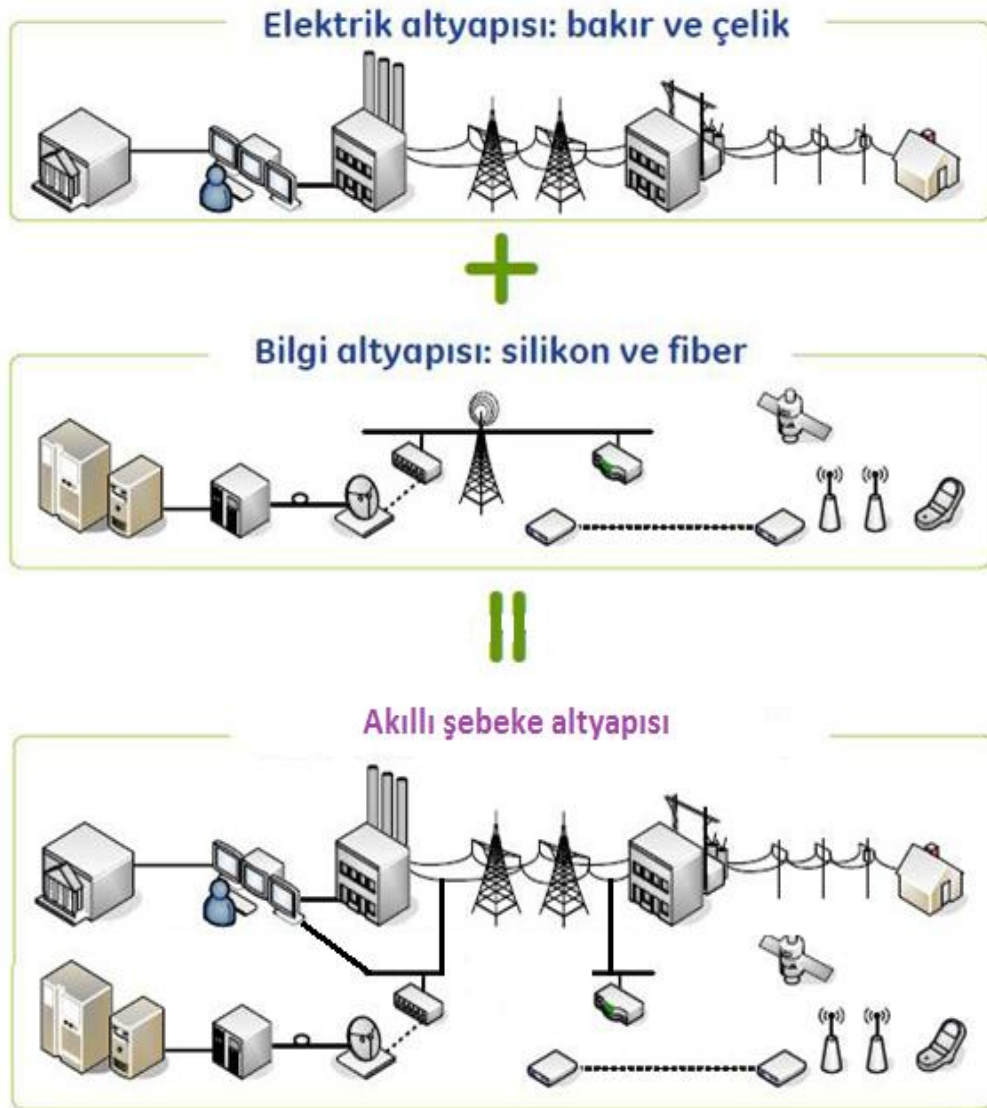 Elektrik altyapısı: bakır ve çelik
Bilgi altyapısı: silikon ve fiber
Akıllı şebeke altyapısı